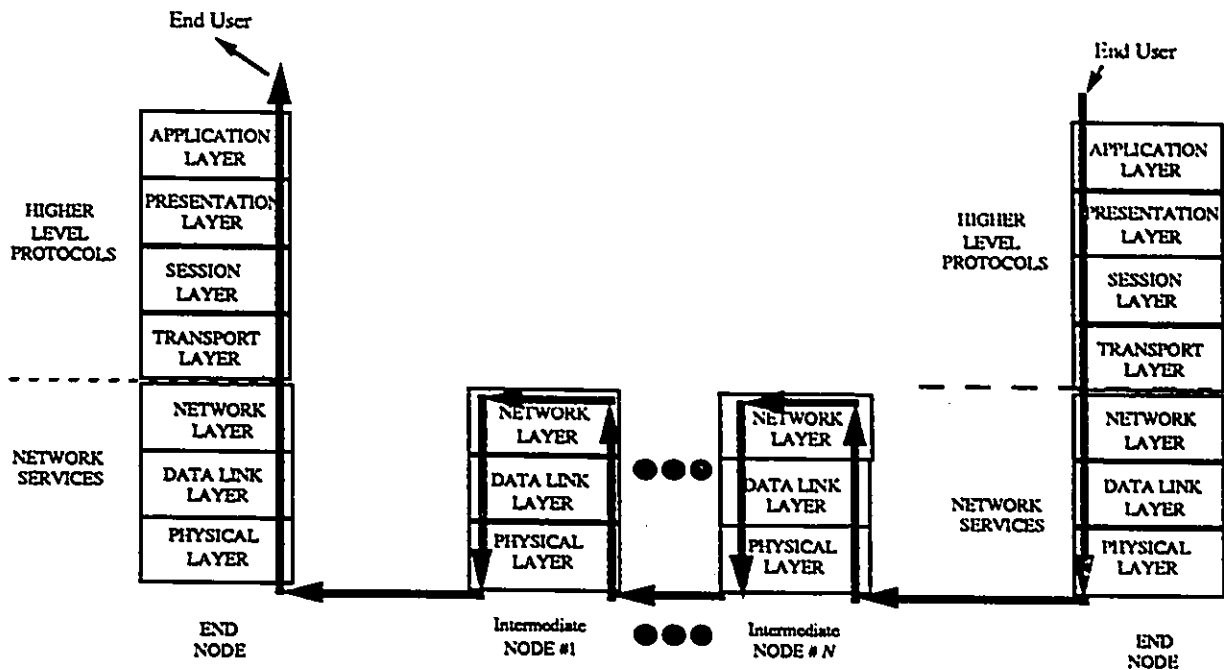 End User
End User
APPLICATION
LAYER
PRESENTATION
LAYER
SESSION
LAYER
TRANSPORT
LAYER
NETWORK
LAYER
DATA LINK
LAYER
PHYSICAL
LAYER
HIGHER
LEVEL
PROTOCOLS
NETWORK
SERVICES
END
NODE
NETWORK
LAYER
DATA LINK
LAYER
PHYSICAL
LAYER
Intermediate
NODE #1
NETWORK
LAYER
DATA LINK
LAYER
PHYSICAL
LAYER
Intermediate
NODE # N
HIGHER
LEVEL
PROTOCOLS
NETWORK
SERVICES
APPLICATION
LAYER
PRESENTATION
LAYER
SESSION
LAYER
TRANSPORT
LAYER
NETWORK
LAYER
DATA LINK
LAYER
PHYSICAL
LAYER
END
NODE